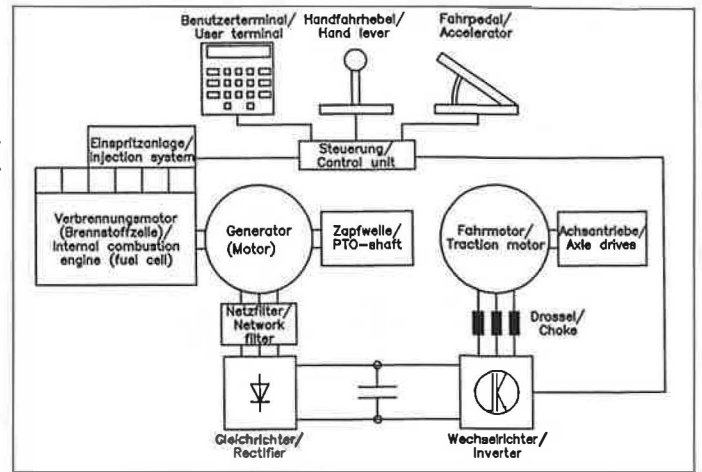 Benutzerterminal/
User terminal
Handfahrhebel/
Hand lever
Fahrpedal/
Accelerator
Einspritzanlage/
Injection system
Steuerung/
Control unit
Verbrennungsmotor
(Brennstoffzelle)/
Internal combustion
engine (fuel cell)
Generator
(Motor)
Zapfwelle/
PTO-shaft
Fahrmotor/
Traction motor
Achsantriebe/
Axle drives
Netzfilter/
Network
filter
Drossel/
Choke
Gleichrichter/
Rectifier
Wechselrichter/
Inverter